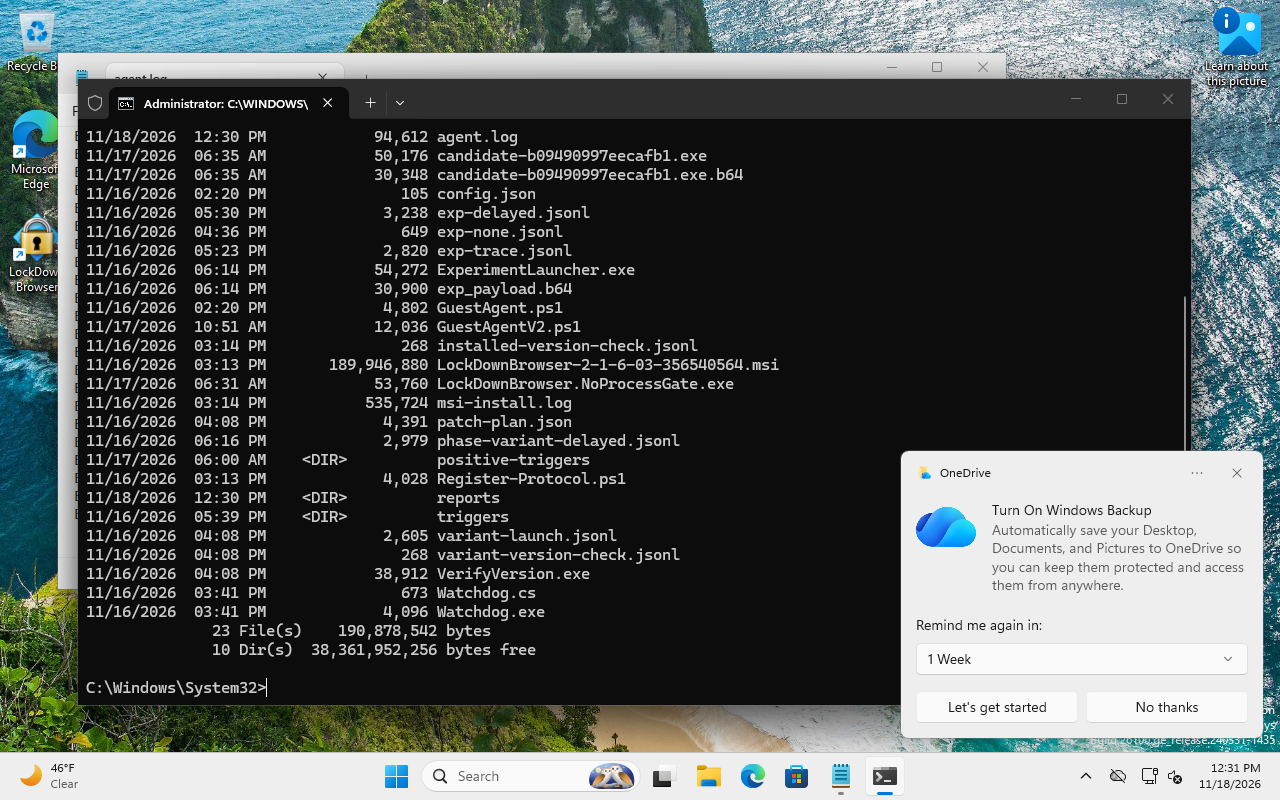 Recycle B
Learn about
this picture
agent.log
Administrator: C:\WINDOWS\
Microsof
Edge
LockDow
Browser
11/18/2026  12:30 PM            94,612 agent.log
11/17/2026  06:35 AM            50,176 candidate-b09490997eecafb1.exe
11/17/2026  06:35 AM            30,348 candidate-b09490997eecafb1.exe.b64
11/16/2026  02:20 PM               105 config.json
11/16/2026  05:30 PM             3,238 exp-delayed.jsonl
11/16/2026  04:36 PM               649 exp-none.jsonl
11/16/2026  05:23 PM             2,820 exp-trace.jsonl
11/16/2026  06:14 PM            54,272 ExperimentLauncher.exe
11/16/2026  06:14 PM            30,900 exp_payload.b64
11/16/2026  02:20 PM             4,802 GuestAgent.ps1
11/17/2026  10:51 AM            12,036 GuestAgentV2.ps1
11/16/2026  03:14 PM               268 installed-version-check.jsonl
11/16/2026  03:13 PM       189,946,880 LockDownBrowser-2-1-6-03-356540564.msi
11/17/2026  06:31 AM            53,760 LockDownBrowser.NoProcessGate.exe
11/16/2026  03:14 PM           535,724 msi-install.log
11/16/2026  04:08 PM             4,391 patch-plan.json
11/16/2026  06:16 PM             2,979 phase-variant-delayed.jsonl
11/17/2026  06:00 AM    <DIR>          positive-triggers
11/16/2026  03:13 PM             4,028 Register-Protocol.ps1
11/18/2026  12:30 PM    <DIR>          reports
11/16/2026  05:39 PM    <DIR>          triggers
11/16/2026  04:08 PM             2,605 variant-launch.jsonl
11/16/2026  04:08 PM               268 variant-version-check.jsonl
11/16/2026  04:08 PM            38,912 VerifyVersion.exe
11/16/2026  03:41 PM               673 Watchdog.cs
11/16/2026  03:41 PM             4,096 Watchdog.exe
23 File(s)    190,878,542 bytes
10 Dir(s)  38,361,952,256 bytes free
C:\Windows\System32>
OneDrive
Turn On Windows Backup
Automatically save your Desktop,
Documents, and Pictures to OneDrive so
you can keep them protected and access
them from anywhere.
Remind me again in:
1 Week
Let's get started
No thanks
46°F
Clear
Search
12:31 PM
11/18/2026